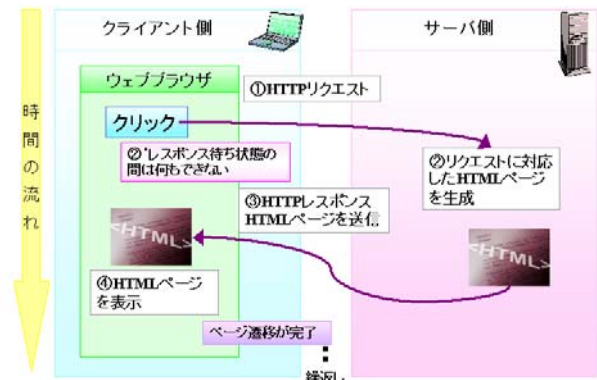 クライアント側
サーバ側
時間の流れ
ウェブブラウザ
①HTTPリクエスト
クリック
②'レスポンス待ち状態の
間は何もできない
②リクエストに対応
したHTMLページ
を生成
③HTTPレスポンス
HTMLページを送信
<HTML>
<HTML>
④HTMLページ
を表示
ページ遷移が完了
繰返し